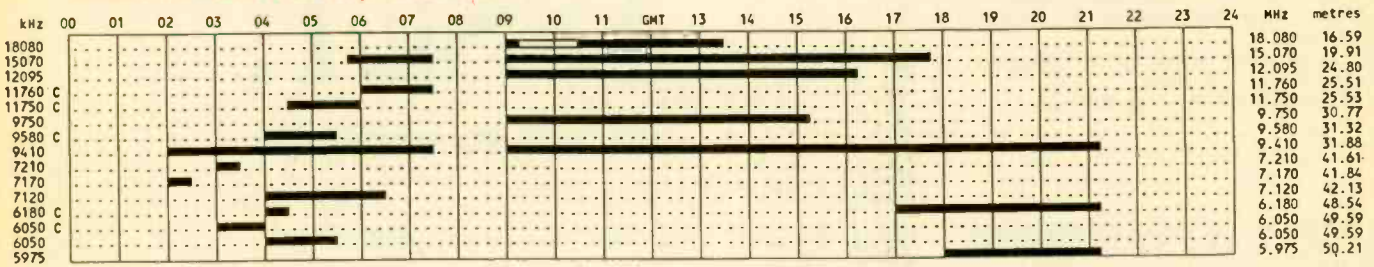 kHz 00 01 02 03 04 05 06 07 08 09 10 11 GMT 13 14 15 16 17 18 19 20 21 22 23 24 MHz metres
18080 18.080 16.59
15070 15.070 19.91
12095 12.095 24.80
11760 C 11.760 25.51
11750 C 11.750 25.53
9750 9.750 30.77
9580 C 9.580 31.32
9410 9.410 31.88
7210 7.210 41.61
7170 7.170 41.84
7120 7.120 42.13
6180 C 6.180 48.54
6050 C 6.050 49.59
6050 6.050 49.59
5975 5.975 50.21